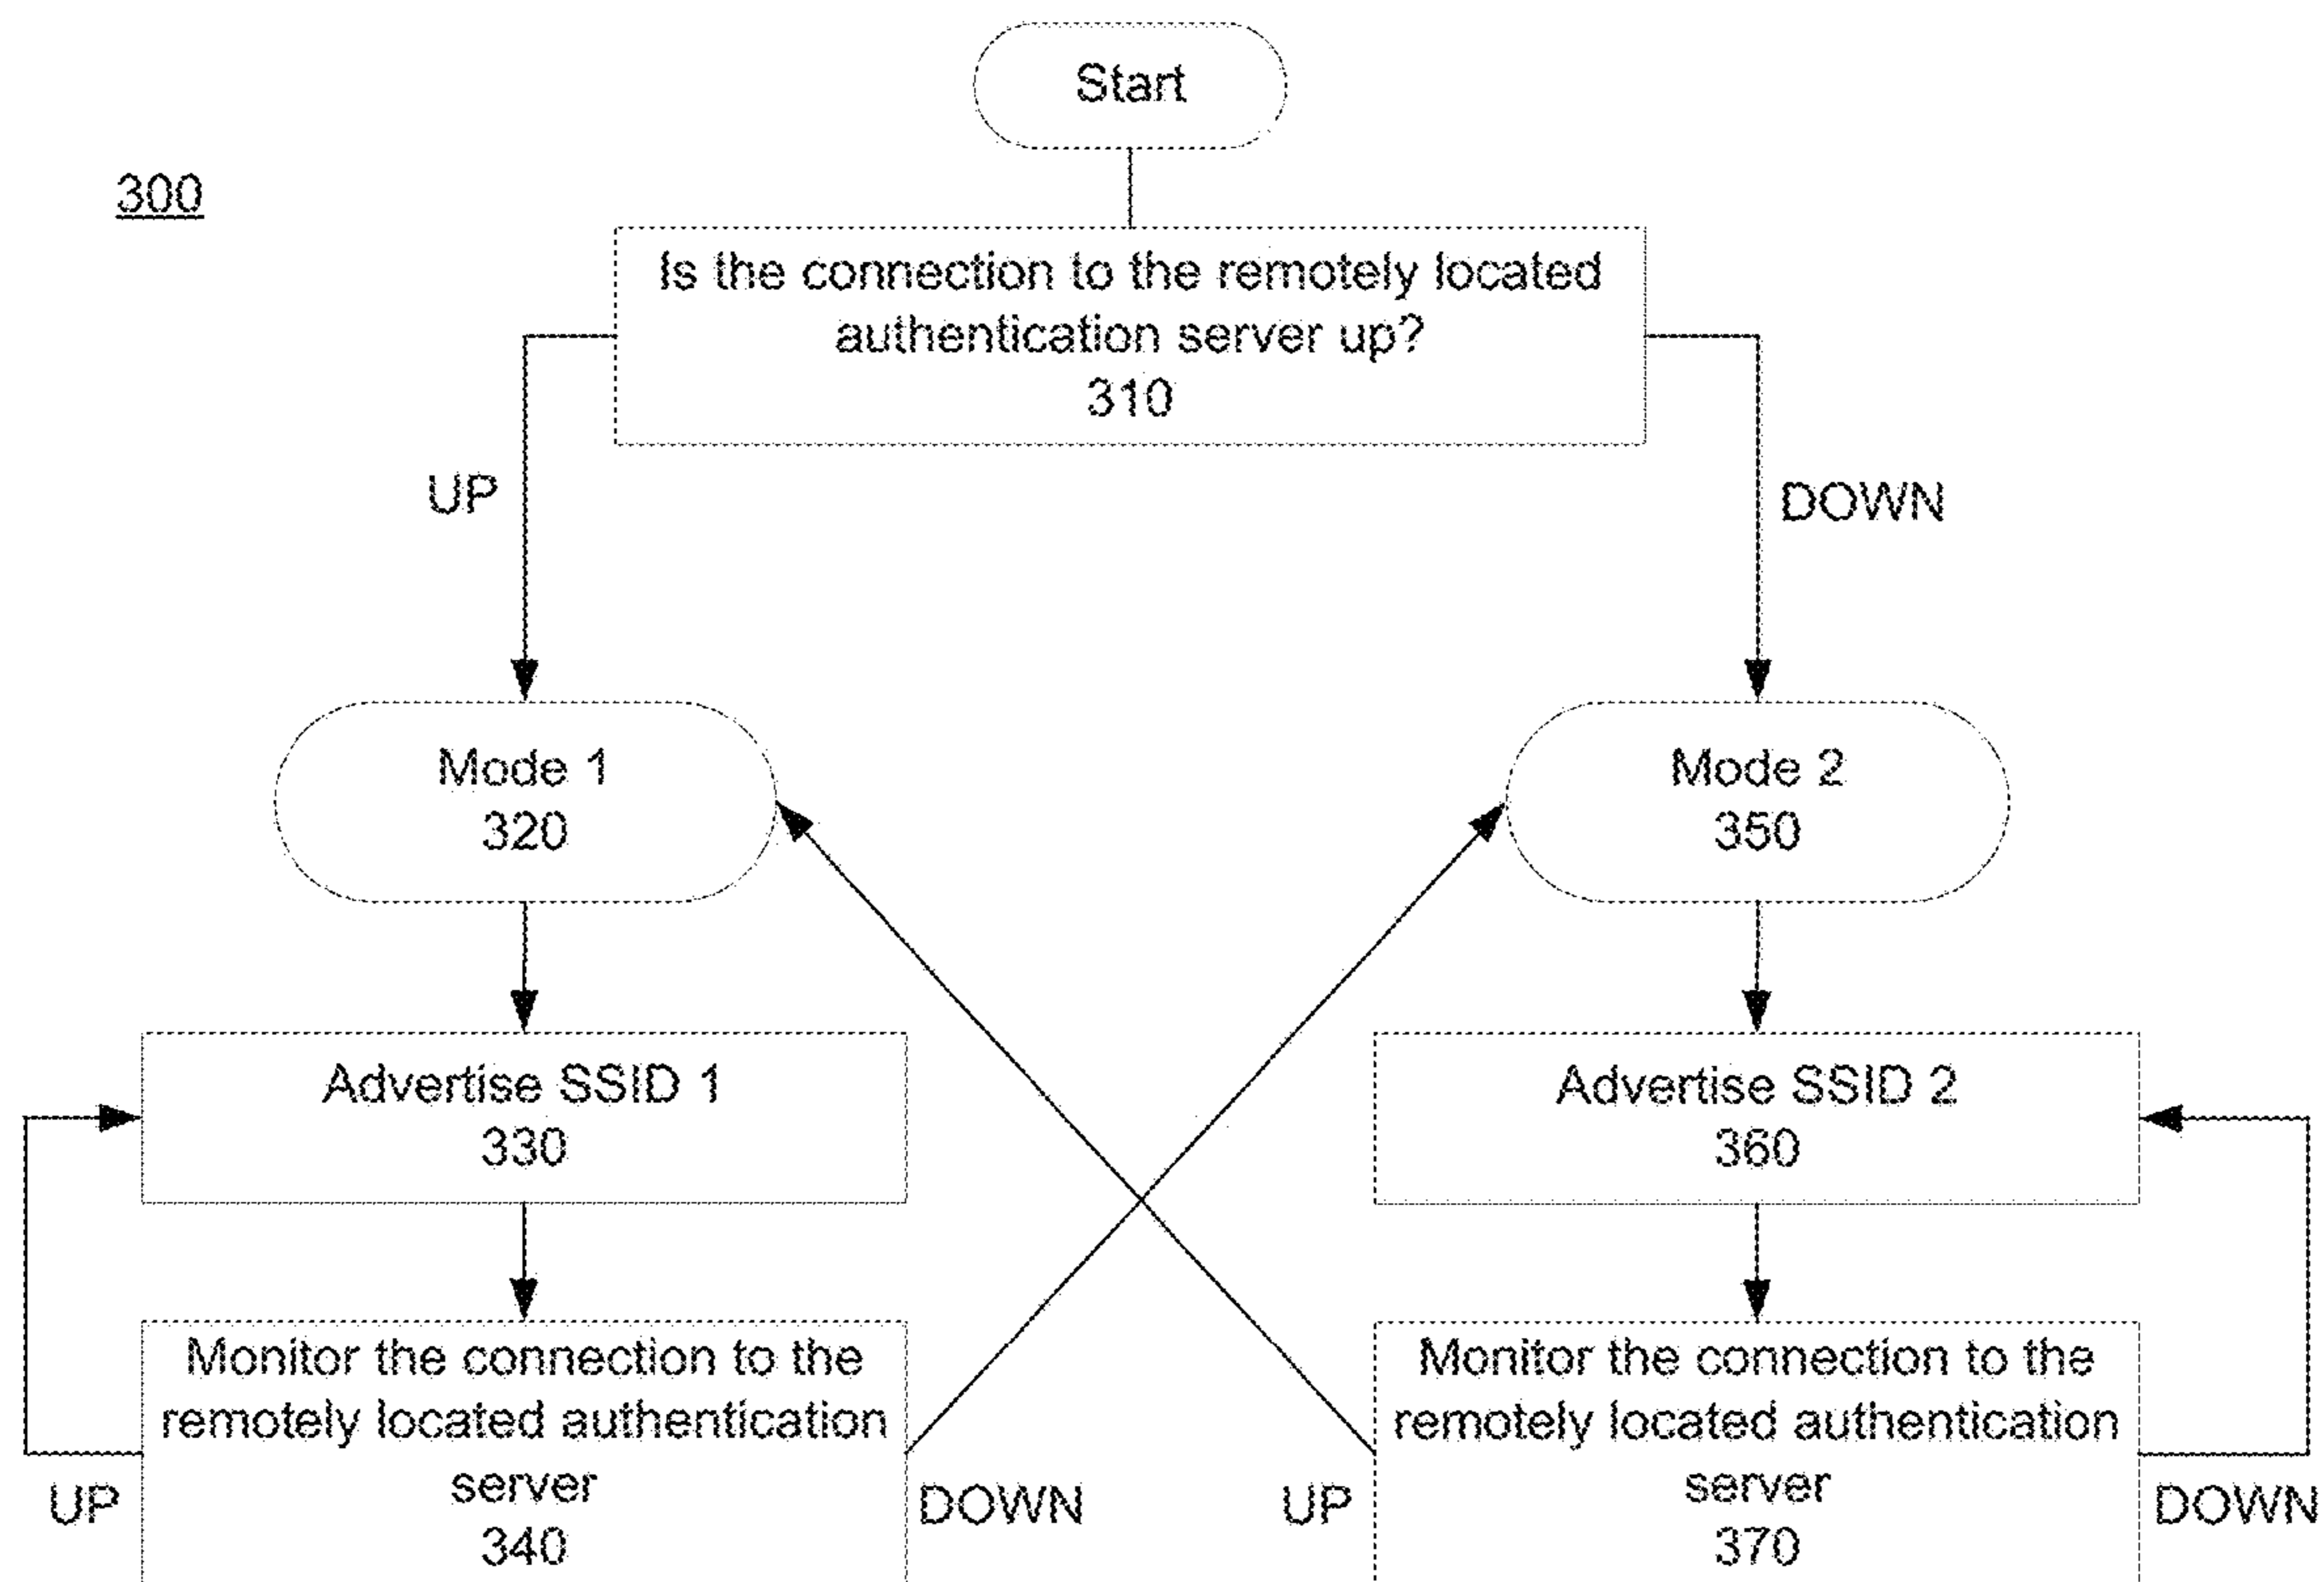 Start
300
Is the connection to the remotely located
authentication server up?
310
UP
DOWN
Mode 1
320
Mode 2
350
Advertise SSID 1
330
Advertise SSID 2
360
Monitor the connection to the
remotely located authentication
server
340
Monitor the connection to the
remotely located authentication
server
370
UP
DOWN
UP
DOWN